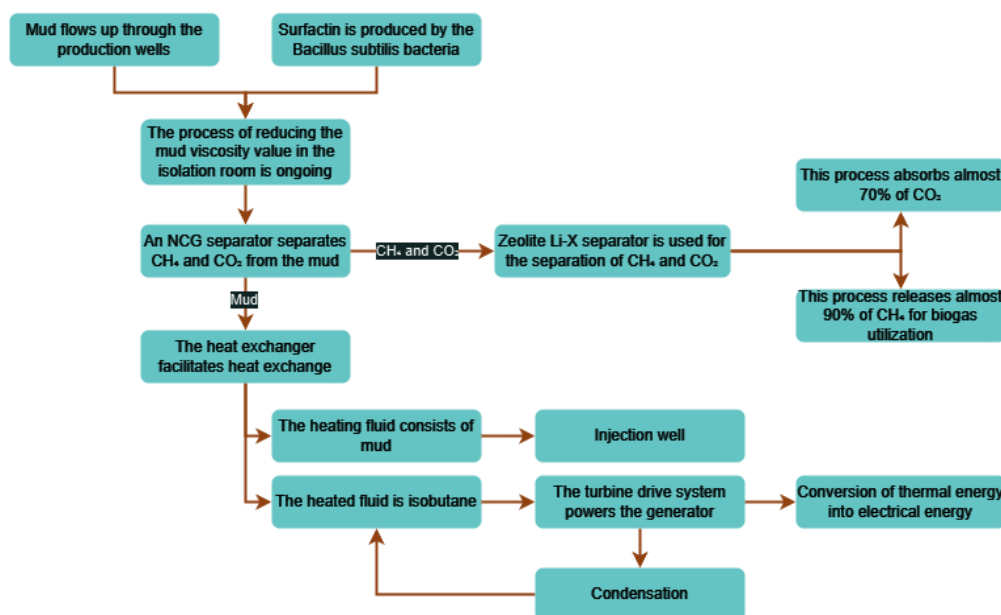 Mud flows up through the
production wells
Surfactin is produced by the
Bacillus subtilis bacteria
The process of reducing the
mud viscosity value in the
isolation room is ongoing
An NCG separator separates
CH₄ and CO₂ from the mud
CH₄ and CO₂
Zeolite Li-X separator is used for
the separation of CH₄ and CO₂
This process absorbs almost
70% of CO₂
This process releases almost
90% of CH₄ for biogas
utilization
Mud
The heat exchanger
facilitates heat exchange
The heating fluid consists of
mud
Injection well
The heated fluid is isobutane
The turbine drive system
powers the generator
Conversion of thermal energy
into electrical energy
Condensation